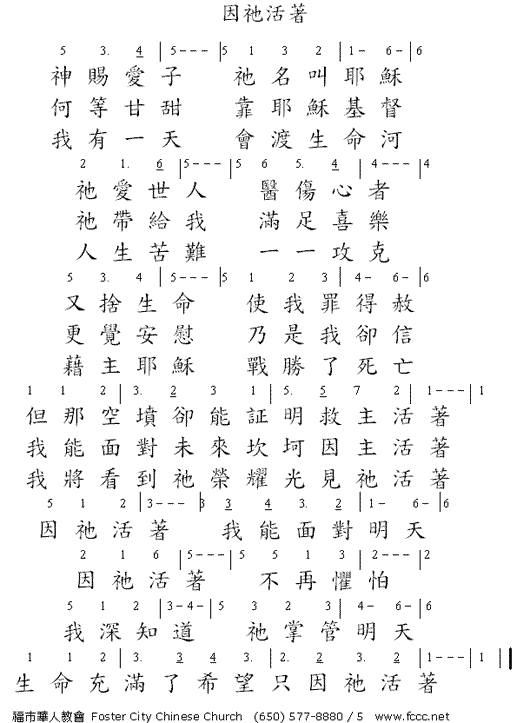 因祂活著
5 3. 4 | 5--- | 5 1 3 2 | 1- 6- | 6
神賜愛子 祂名叫耶穌
何等甘甜 靠耶穌基督
我有一天 會渡生命河
2 1. 6 | 5--- | 5 6 5. 4 | 4--- | 4
祂愛世人 醫傷心者
祂帶給我 滿足喜樂
人生苦難 一一攻克
5 3. 4 | 5--- | 5 1 2 3 | 4- 6- | 6
又捨生命 使我罪得赦
更覺安慰 乃是我卻信
藉主耶穌 戰勝了死亡
1 1 2 | 3. 2 3 1 | 5. 5 7 2 | 1--- | 1
但那空墳卻能証明救主活著
我能面對未來坎坷因主活著
我將看到祂榮耀光見祂活著
5 1 2 | 3--- | 3 3 4 3. 2 | 1- 6- | 6
因祂活著 我能面對明天
2 1 6 | 5--- | 5 5 1 3 | 2--- | 2
因祂活著 不再懼怕
5 1 2 | 3-4- | 5 3 2 3 | 4- 6- | 6
我深知道 祂掌管明天
1 1 2 | 3. 3 4 3. | 2 5 3 2 | 1--- | 1
生命充滿了希望只因祂活著
福市華人教會 Foster City Chinese Church (650) 577-8880 / 5 www.fccc.net